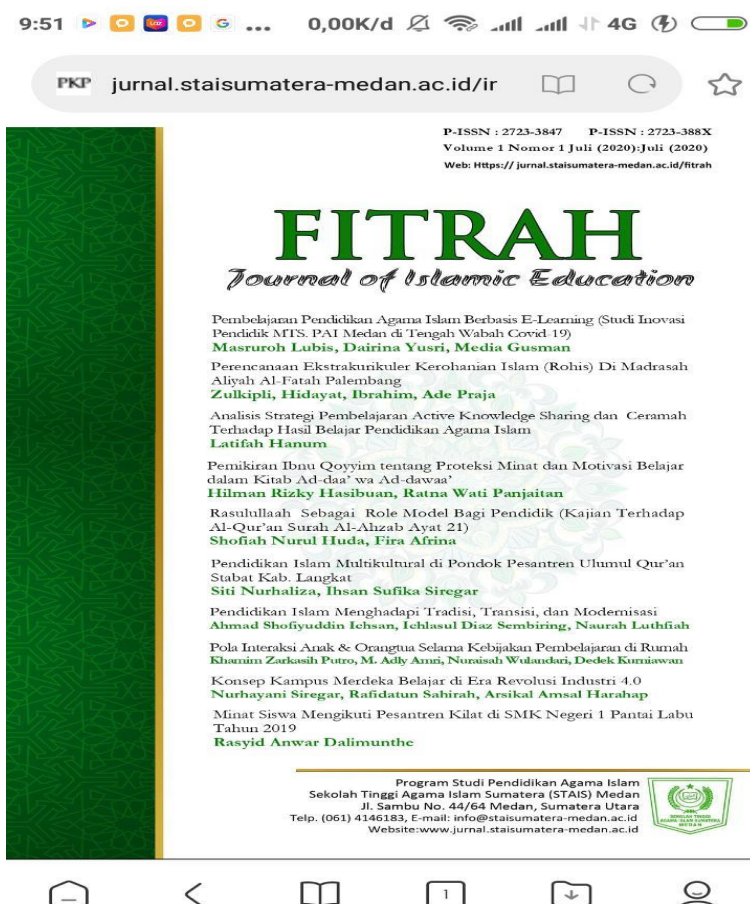 9:51 ... 0,00K/d 4G
PKP jurnal.staisumatera-medan.ac.id/ir
P-ISSN : 2723-3847 P-ISSN : 2723-388X
Volume 1 Nomor 1 Juli (2020):Juli (2020)
Web: Https:// jurnal.staisumatera-medan.ac.id/fitrah
FITRAH
Journal of Islamic Education
Pembelajaran Pendidikan Agama Islam Berbasis E-Learning (Studi Inovasi
Pendidik MTS. PAI Medan di Tengah Wabah Covid-19)
Masruroh Lubis, Dairina Yusri, Media Gusman
Perencanaan Ekstrakurikuler Kerohanian Islam (Rohis) Di Madrasah
Aliyah Al-Fatah Palembang
Zulkipli, Hidayat, Ibrahim, Ade Praja
Analisis Strategi Pembelajaran Active Knowledge Sharing dan Ceramah
Terhadap Hasil Belajar Pendidikan Agama Islam
Latifah Hanum
Pemikiran Ibnu Qoyyim tentang Proteksi Minat dan Motivasi Belajar
dalam Kitab Ad-daa' wa Ad-dawaa'
Hilman Rizky Hasibuan, Ratna Wati Panjaitan
Rasulullaah Sebagai Role Model Bagi Pendidik (Kajian Terhadap
Al-Qur'an Surah Al-Ahzab Ayat 21)
Shofiah Nurul Huda, Fira Afrina
Pendidikan Islam Multikultural di Pondok Pesantren Ulumul Qur'an
Stabat Kab. Langkat
Siti Nurhaliza, Ihsan Sufika Siregar
Pendidikan Islam Menghadapi Tradisi, Transisi, dan Modernisasi
Ahmad Shofiyuddin Ichsan, Ichlasul Diaz Sembiring, Naurah Luthfiah
Pola Interaksi Anak & Orangtua Selama Kebijakan Pembelajaran di Rumah
Khamim Zarkasih Putro, M. Adly Amri, Nuraisah Wulandari, Dedek Kurniawan
Konsep Kampus Merdeka Belajar di Era Revolusi Industri 4.0
Nurhayani Siregar, Rafidatun Sahirah, Arsikal Amsal Harahap
Minat Siswa Mengikuti Pesantren Kilat di SMK Negeri 1 Pantai Labu
Tahun 2019
Rasyid Anwar Dalimunthe
Program Studi Pendidikan Agama Islam
Sekolah Tinggi Agama Islam Sumatera (STAIS) Medan
Jl. Sambu No. 44/64 Medan, Sumatera Utara
Telp. (061) 4146183, E-mail: info@staisumatera-medan.ac.id
Website:www.jurnal.staisumatera-medan.ac.id
SEKOLAH TINGGI
AGAMA ISLAM SUMATERA
MEDAN
1